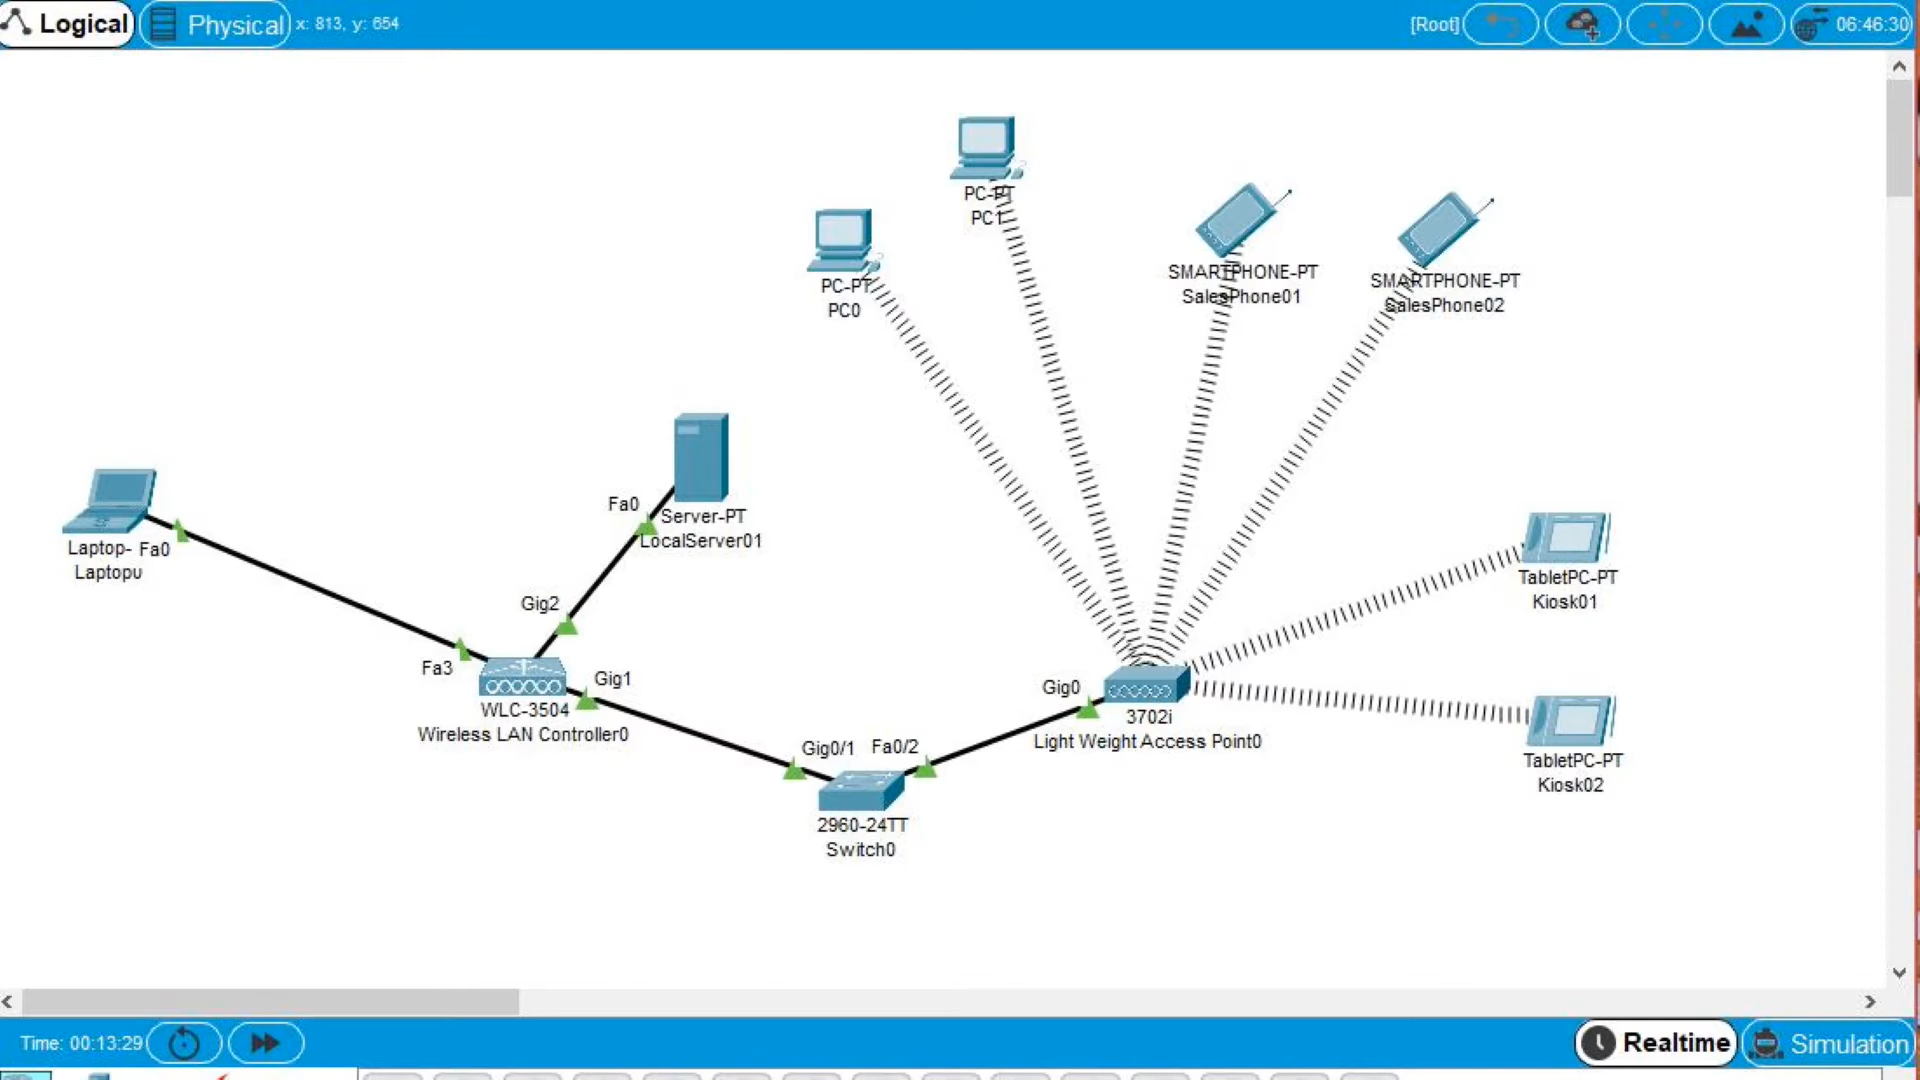 Logical
Physical
x: 813, y: 654
[Root]
06:46:30
PC-PT
PC1
PC-PT
PC0
SMARTPHONE-PT
SalesPhone01
SMARTPHONE-PT
SalesPhone02
Fa0
Server-PT
LocalServer01
Laptop- Fa0
Laptop0
Gig2
Fa3
Gig1
WLC-3504
Wireless LAN Controller0
Gig0/1
Fa0/2
2960-24TT
Switch0
Gig0
3702i
Light Weight Access Point0
TabletPC-PT
Kiosk01
TabletPC-PT
Kiosk02
Time: 00:13:29
Realtime
Simulation